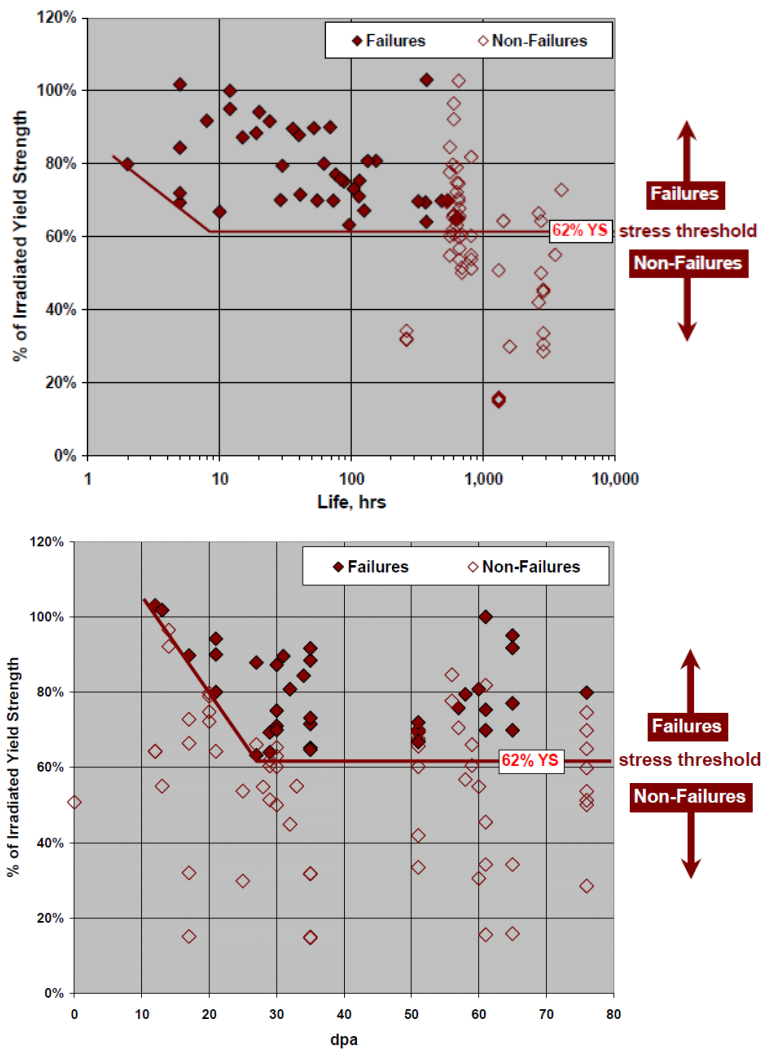 120%
Failures Non-Failures
100%
80%
60%
40%
20%
0%
% of Irradiated Yield Strength
62% YS
1 10 100 1,000 10,000
Life, hrs
Failures
stress threshold
Non-Failures
120%
Failures Non-Failures
100%
80%
60%
40%
20%
0%
% of Irradiated Yield Strength
62% YS
0 10 20 30 40 50 60 70 80
dpa
Failures
stress threshold
Non-Failures